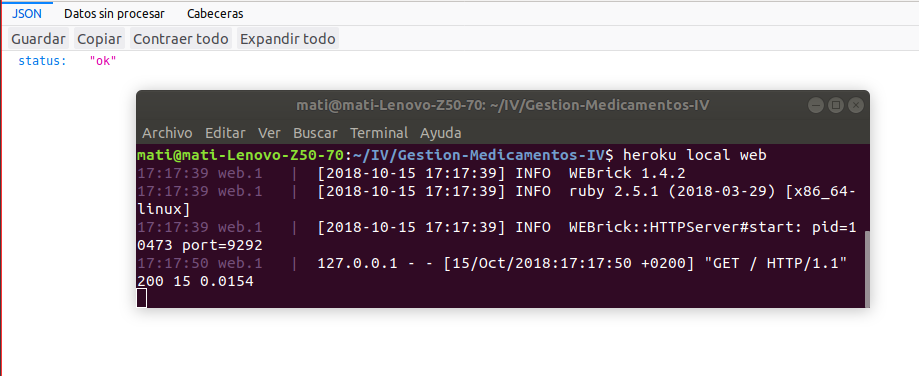 JSON Datos sin procesar Cabeceras
Guardar Copiar Contraer todo Expandir todo
status: "ok"
mati@mati-Lenovo-Z50-70: ~/IV/Gestion-Medicamentos-IV
Archivo Editar Ver Buscar Terminal Ayuda
mati@mati-Lenovo-Z50-70:~/IV/Gestion-Medicamentos-IV$ heroku local web
17:17:39 web.1 | [2018-10-15 17:17:39] INFO WEBrick 1.4.2
17:17:39 web.1 | [2018-10-15 17:17:39] INFO ruby 2.5.1 (2018-03-29) [x86_64-
linux]
17:17:39 web.1 | [2018-10-15 17:17:39] INFO WEBrick::HTTPServer#start: pid=1
0473 port=9292
17:17:50 web.1 | 127.0.0.1 - - [15/Oct/2018:17:17:50 +0200] "GET / HTTP/1.1"
200 15 0.0154